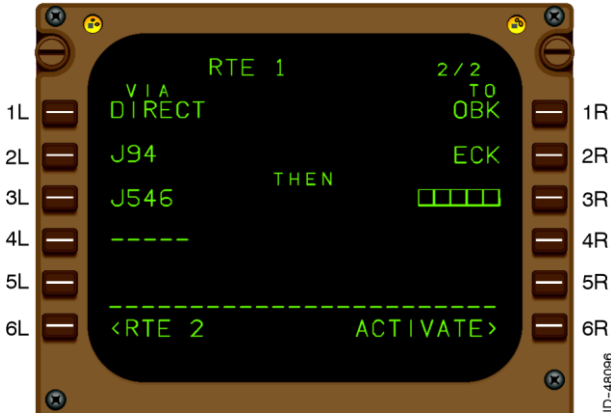 RTE 1 2/2
VIA TO
1L DIRECT OBK 1R
2L J94 ECK 2R
THEN
3L J546 3R
4L ----- 4R
5L 5R
--------------------------
6L <RTE 2 ACTIVATE> 6R
ID-48096